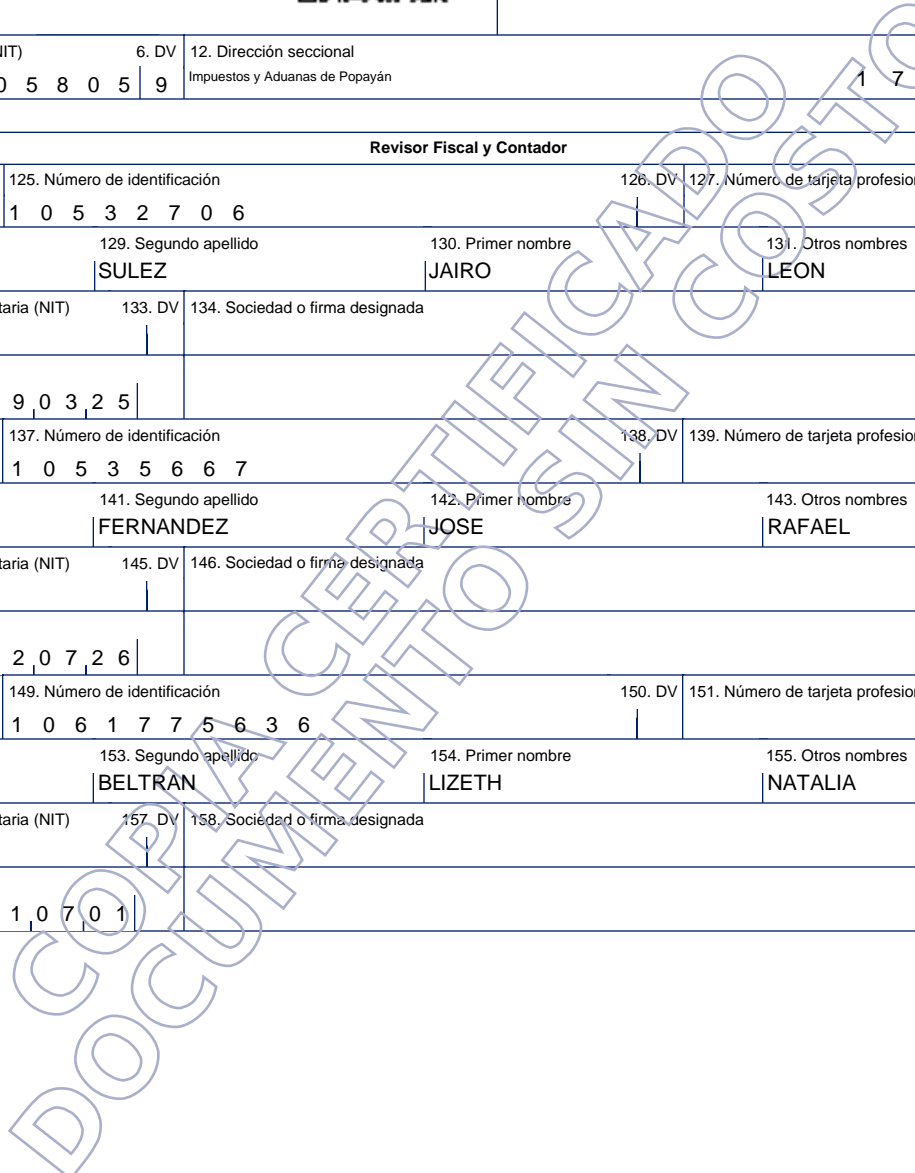 IT) 6. DV 12. Dirección seccional
0 5 8 0 5 9 Impuestos y Aduanas de Popayán 1 7
Revisor Fiscal y Contador
125. Número de identificación 126. DV 127. Número de tarjeta profesion
1 0 5 3 2 7 0 6
129. Segundo apellido 130. Primer nombre 131. Otros nombres
SULEZ JAIRO LEON
taria (NIT) 133. DV 134. Sociedad o firma designada
9 0 3 2 5
137. Número de identificación 138. DV 139. Número de tarjeta profesion
1 0 5 3 5 6 6 7
141. Segundo apellido 142. Primer nombre 143. Otros nombres
FERNANDEZ JOSE RAFAEL
taria (NIT) 145. DV 146. Sociedad o firma designada
2 0 7 2 6
149. Número de identificación 150. DV 151. Número de tarjeta profesion
1 0 6 1 7 7 5 6 3 6
153. Segundo apellido 154. Primer nombre 155. Otros nombres
BELTRAN LIZETH NATALIA
taria (NIT) 157. DV 158. Sociedad o firma designada
1 0 7 0 1
COPIA CERTIFICADO
DOCUMENTO SIN COSTO